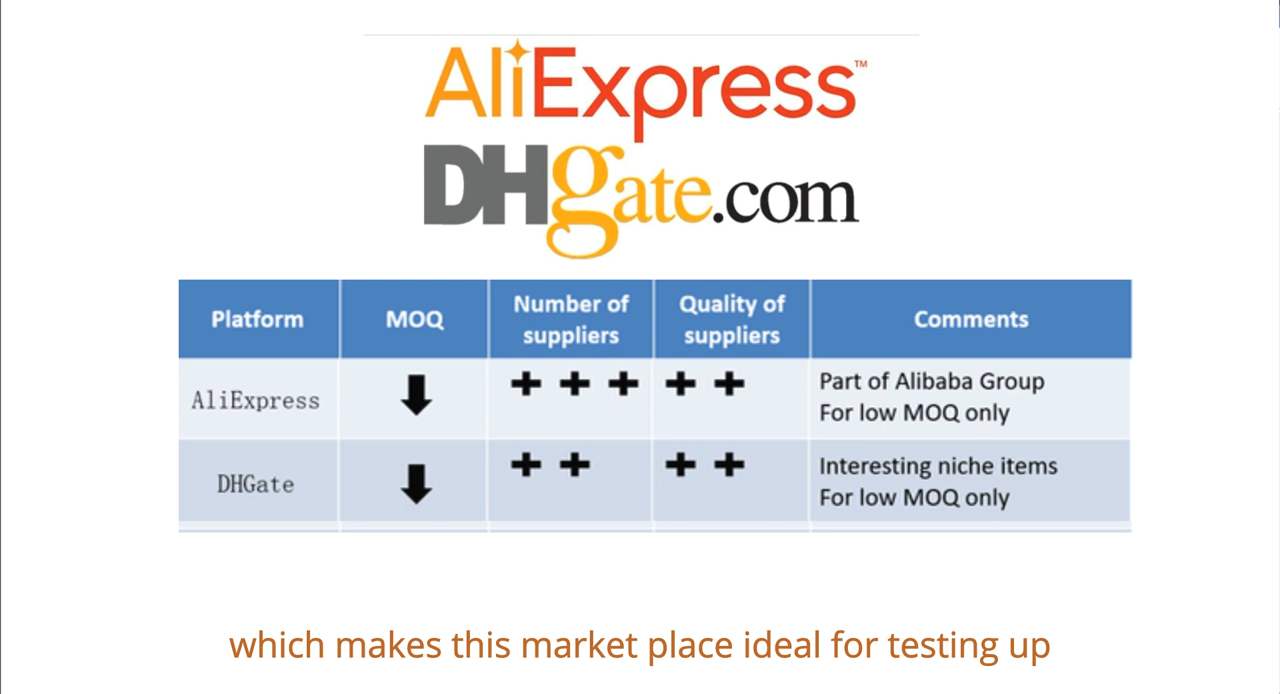 AliExpress™
DHgate.com
Platform
MOQ
Number of
suppliers
Quality of
suppliers
Comments
AliExpress
+ + +
+ +
Part of Alibaba Group
For low MOQ only
DHGate
+ +
+ +
Interesting niche items
For low MOQ only
which makes this market place ideal for testing up